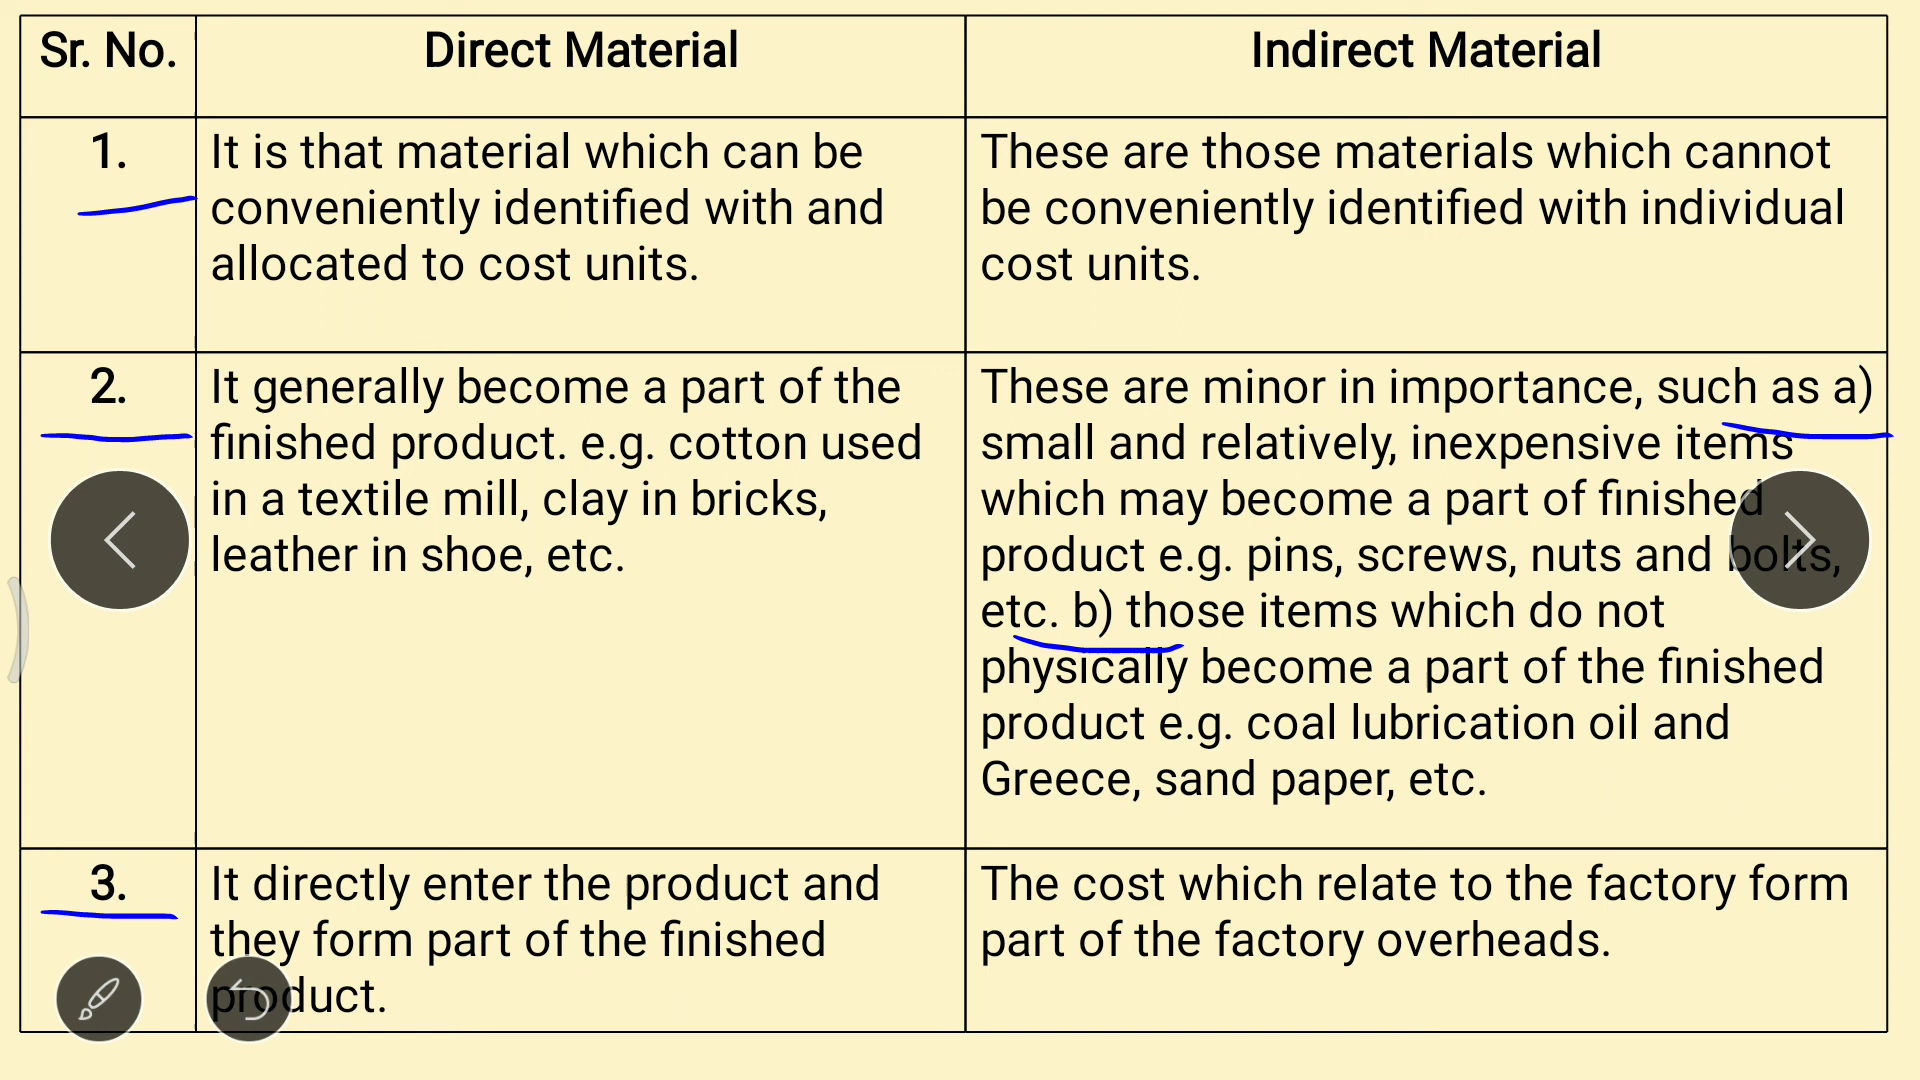 Sr. No.
Direct Material
Indirect Material
1.
It is that material which can be
conveniently identified with and
allocated to cost units.
These are those materials which cannot
be conveniently identified with individual
cost units.
2.
It generally become a part of the
finished product. e.g. cotton used
in a textile mill, clay in bricks,
leather in shoe, etc.
These are minor in importance, such as a)
small and relatively, inexpensive items
which may become a part of finished
product e.g. pins, screws, nuts and bolts,
etc. b) those items which do not
physically become a part of the finished
product e.g. coal lubrication oil and
Greece, sand paper, etc.
3.
It directly enter the product and
they form part of the finished
product.
The cost which relate to the factory form
part of the factory overheads.